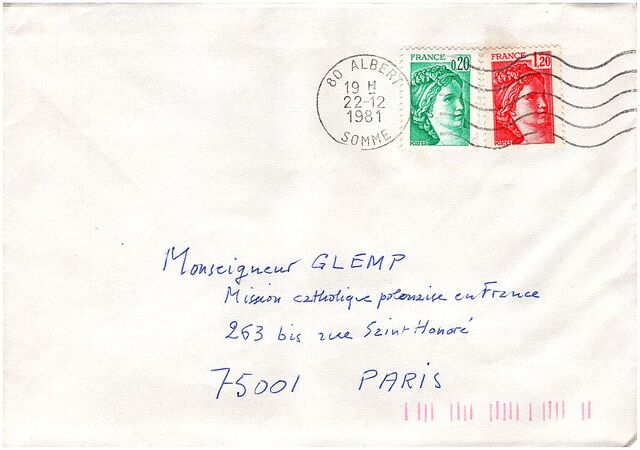 80 ALBERT
19 H
22-12
1981
SOMME
FRANCE 0,20
POSTES
FRANCE 1,20
POSTES
Monseigneur GLEMP
Mission catholique polonaise en France
263 bis rue Saint Honoré
75001 PARIS